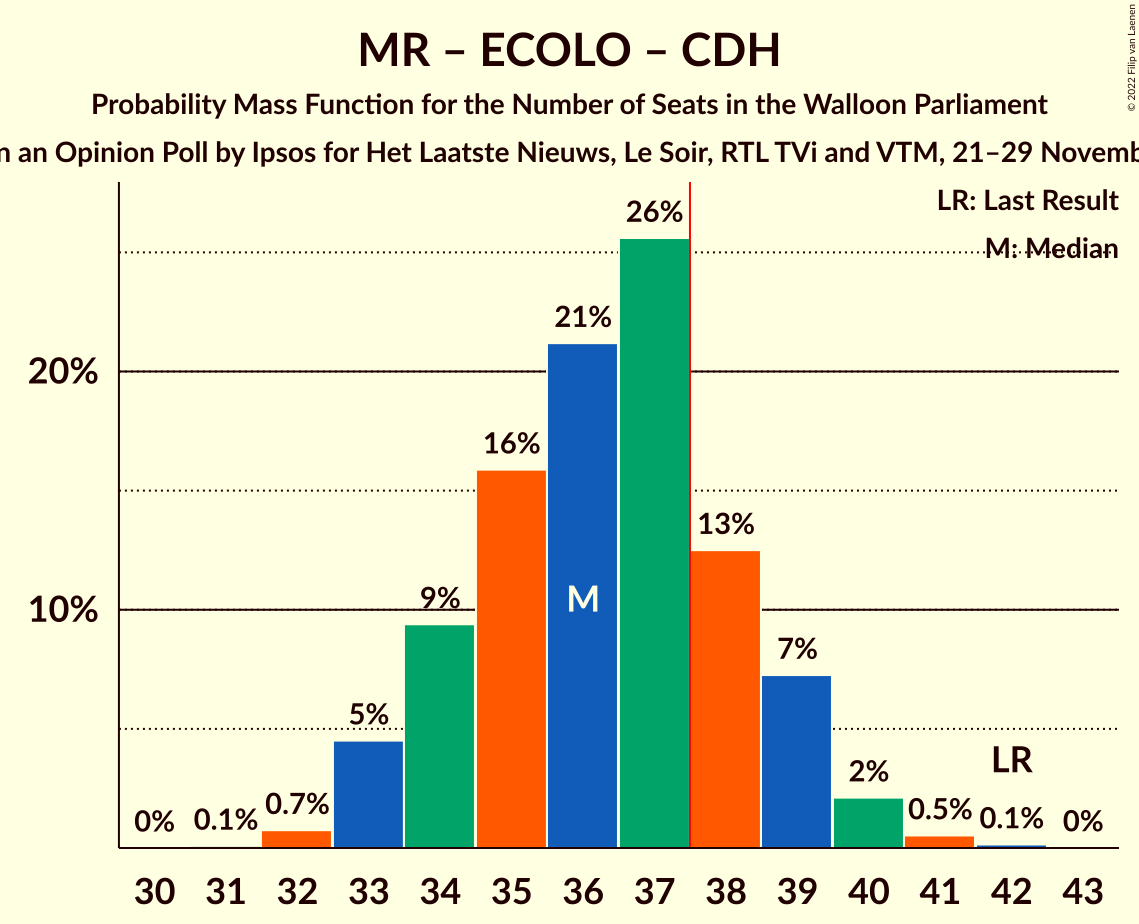 MR – ECOLO – CDH
Probability Mass Function for the Number of Seats in the Walloon Parliament
an Opinion Poll by Ipsos for Het Laatste Nieuws, Le Soir, RTL TVi and VTM, 21–29
© 2022 Filip van Laenen
LR: Last Result
M: Median
20%
10%
0%
0.1%
0.7%
5%
9%
16%
21%
26%
13%
7%
2%
0.5%
0.1%
0%
M
LR
30 31 32 33 34 35 36 37 38 39 40 41 42 43